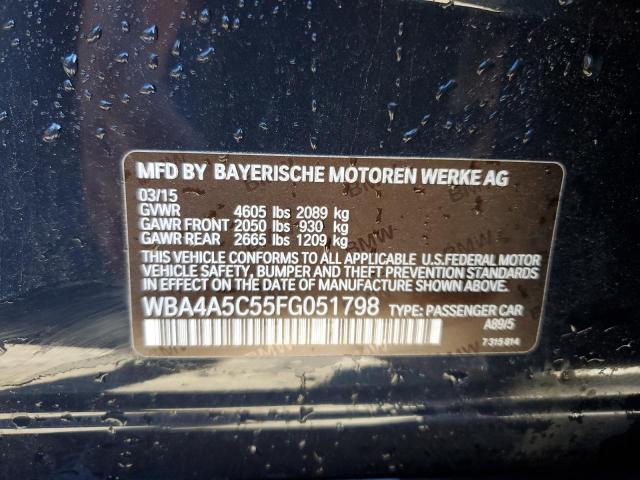 MFD BY BAYERISCHE MOTOREN WERKE AG
03/15
GVWR 4605 lbs 2089 kg
GAWR FRONT 2050 lbs 930 kg
GAWR REAR 2665 lbs 1209 kg
THIS VEHICLE CONFORMS TO ALL APPLICABLE U.S.FEDERAL MOTOR
VEHICLE SAFETY,BUMPER AND THEFT PREVENTION STANDARDS
IN EFFECT ON THE DATE OF MANUFACTURE SHOWN ABOVE.
WBA4A5C55FG051798 TYPE: PASSENGER CAR
A89/5
7 315 814